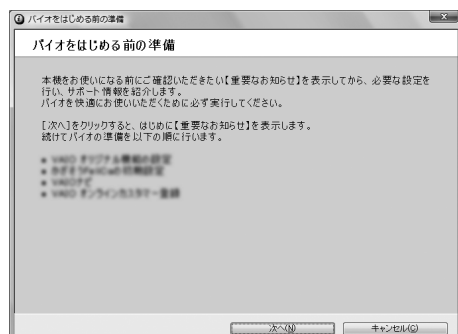 バイオをはじめる前の準備
バイオをはじめる前の準備
本機をお使いになる前にご確認いただきたい【重要なお知らせ】を表示してから、必要な設定を
行い、サポート情報を紹介します。
バイオを快適にお使いいただくために必ず実行してください。
[次へ]をクリックすると、はじめに【重要なお知らせ】を表示します。
続けてバイオの準備を以下の順に行います。
次へ(N)
キャンセル(C)